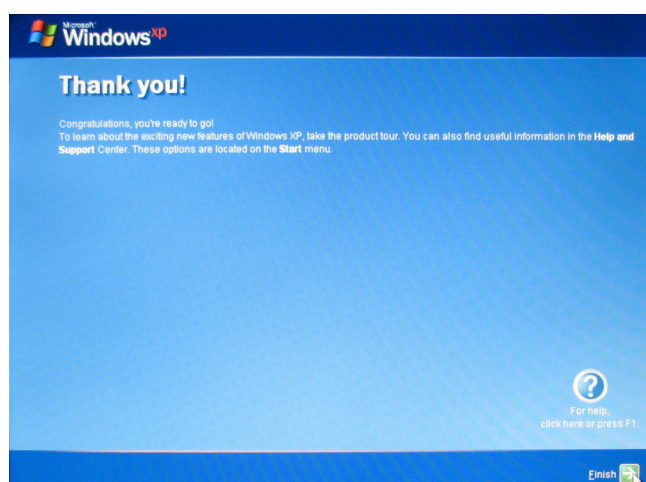 Microsoft
Windows xp
Thank you!
Congratulations, you're ready to go!
To learn about the exciting new features of Windows XP, take the product tour. You can also find useful information in the Help and
Support Center. These options are located on the Start menu.
?
For help,
click here or press F1.
Finish